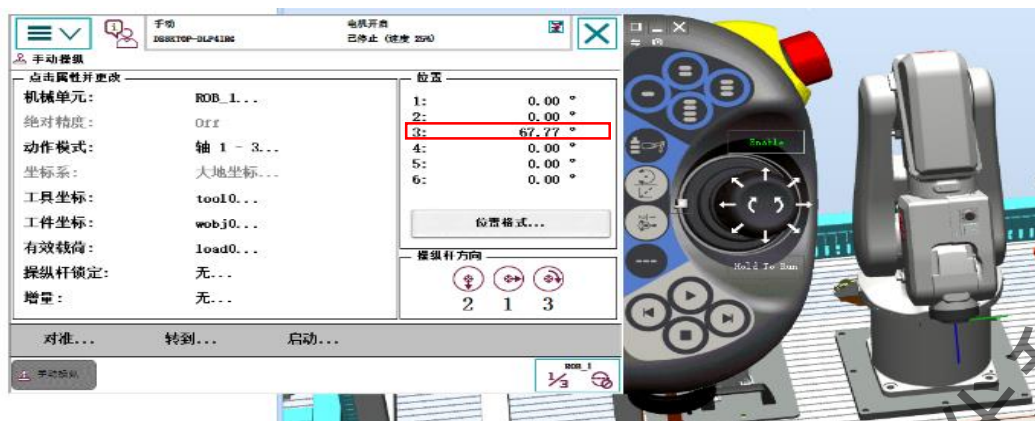 手动
DESKTOP-DLP41RG
电机开启
已停止 (速度 25%)
手动操纵
点击属性并更改
机械单元: ROB_1...
绝对精度: Off
动作模式: 轴 1 - 3...
坐标系: 大地坐标...
工具坐标: tool0...
工件坐标: wobj0...
有效载荷: load0...
操纵杆锁定: 无...
增量: 无...
位置
1: 0.00 °
2: 0.00 °
3: 67.77 °
4: 0.00 °
5: 0.00 °
6: 0.00 °
位置格式...
操纵杆方向
2 1 3
对准... 转到... 启动...
手动操纵
ROB_1
1/3
Enable
Hold To Run